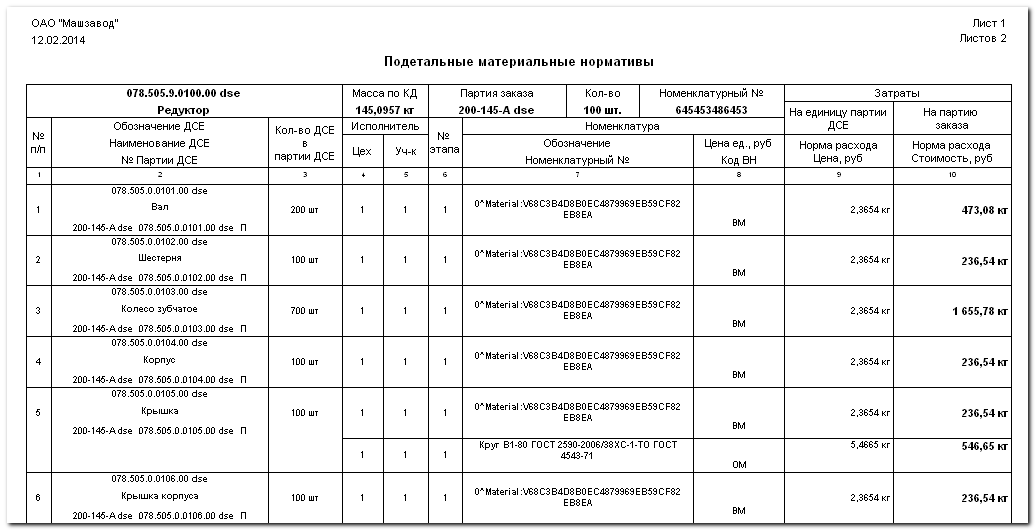 ОАО "Машзавод"
Лист 1
12.02.2014
Листов 2
Подетальные материальные нормативы
078.505.9.0100.00 dse Масса по КД Партия заказа Кол-во Номенклатурный № Затраты
Редуктор 145,0957 кг 200-145-A dse 100 шт. 645453486453
№ п/п
Обозначение ДСЕ
Наименование ДСЕ
№ Партии ДСЕ
Кол-во ДСЕ
в
партии ДСЕ
Исполнитель
Цех Уч-к
№
этапа
Номенклатура
Обозначение
Номенклатурный №
Цена ед., руб
Код ВН
На единицу партии
ДСЕ
Норма расхода
Цена, руб
На партию
заказа
Норма расхода
Стоимость, руб
1 2 3 4 5 6 7 8 9 10
078.505.0.0101.00 dse
0^Material:V68C3B4D8B0EC4879969EB59CF82
1 Вал 200 шт 1 1 1 EB8EA 2,3654 кг 473,08 кг
200-145-A dse 078.505.0.0101.00 dse П ВМ
078.505.0.0102.00 dse
0^Material:V68C3B4D8B0EC4879969EB59CF82
2 Шестерня 100 шт 1 1 1 EB8EA 2,3654 кг 236,54 кг
200-145-A dse 078.505.0.0102.00 dse П ВМ
078.505.0.0103.00 dse
0^Material:V68C3B4D8B0EC4879969EB59CF82
3 Колесо зубчатое 700 шт 1 1 1 EB8EA 2,3654 кг 1 655,78 кг
200-145-A dse 078.505.0.0103.00 dse П ВМ
078.505.0.0104.00 dse
0^Material:V68C3B4D8B0EC4879969EB59CF82
4 Корпус 100 шт 1 1 1 EB8EA 2,3654 кг 236,54 кг
200-145-A dse 078.505.0.0104.00 dse П ВМ
078.505.0.0105.00 dse
0^Material:V68C3B4D8B0EC4879969EB59CF82
5 Крышка 100 шт 1 1 1 EB8EA 2,3654 кг 236,54 кг
200-145-A dse 078.505.0.0105.00 dse П ВМ
Круг В1-80 ГОСТ 2590-2006/38ХС-1-ТО ГОСТ 5,4665 кг 546,65 кг
1 1 1 4543-71
ОМ
078.505.0.0106.00 dse
0^Material:V68C3B4D8B0EC4879969EB59CF82
6 Крышка корпуса 100 шт 1 1 1 EB8EA 2,3654 кг 236,54 кг
200-145-A dse 078.505.0.0106.00 dse П ВМ